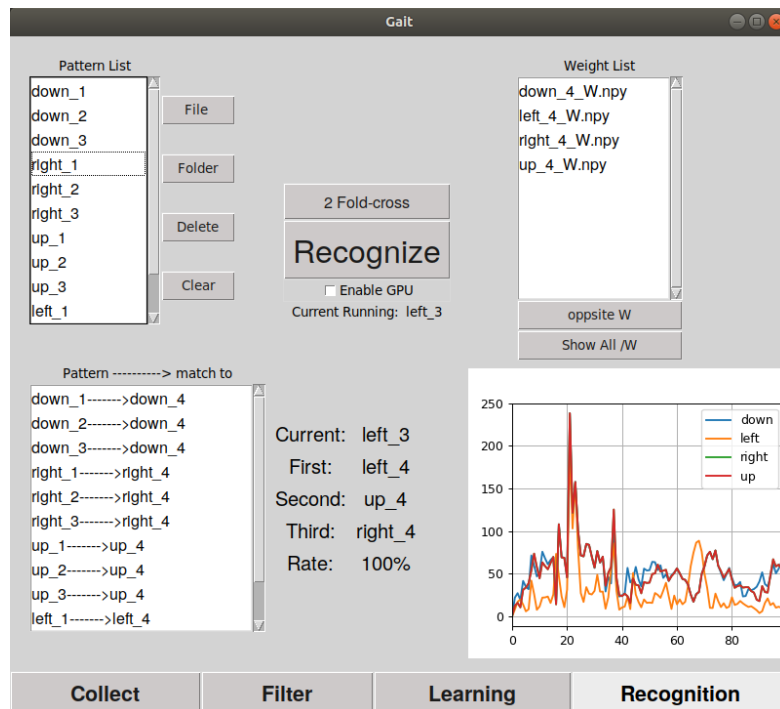 Gait
Pattern List
down_1
down_2
down_3
right_1
right_2
right_3
up_1
up_2
up_3
left_1
File
Folder
Delete
Clear
2 Fold-cross
Recognize
Enable GPU
Current Running: left_3
Weight List
down_4_W.npy
left_4_W.npy
right_4_W.npy
up_4_W.npy
oppsite W
Show All /W
Pattern ----------> match to
down_1------->down_4
down_2------->down_4
down_3------->down_4
right_1------->right_4
right_2------->right_4
right_3------->right_4
up_1------->up_4
up_2------->up_4
up_3------->up_4
left_1------->left_4
Current: left_3
First: left_4
Second: up_4
Third: right_4
Rate: 100%
250
200
150
100
50
0
0 20 40 60 80
down
left
right
up
Collect Filter Learning Recognition